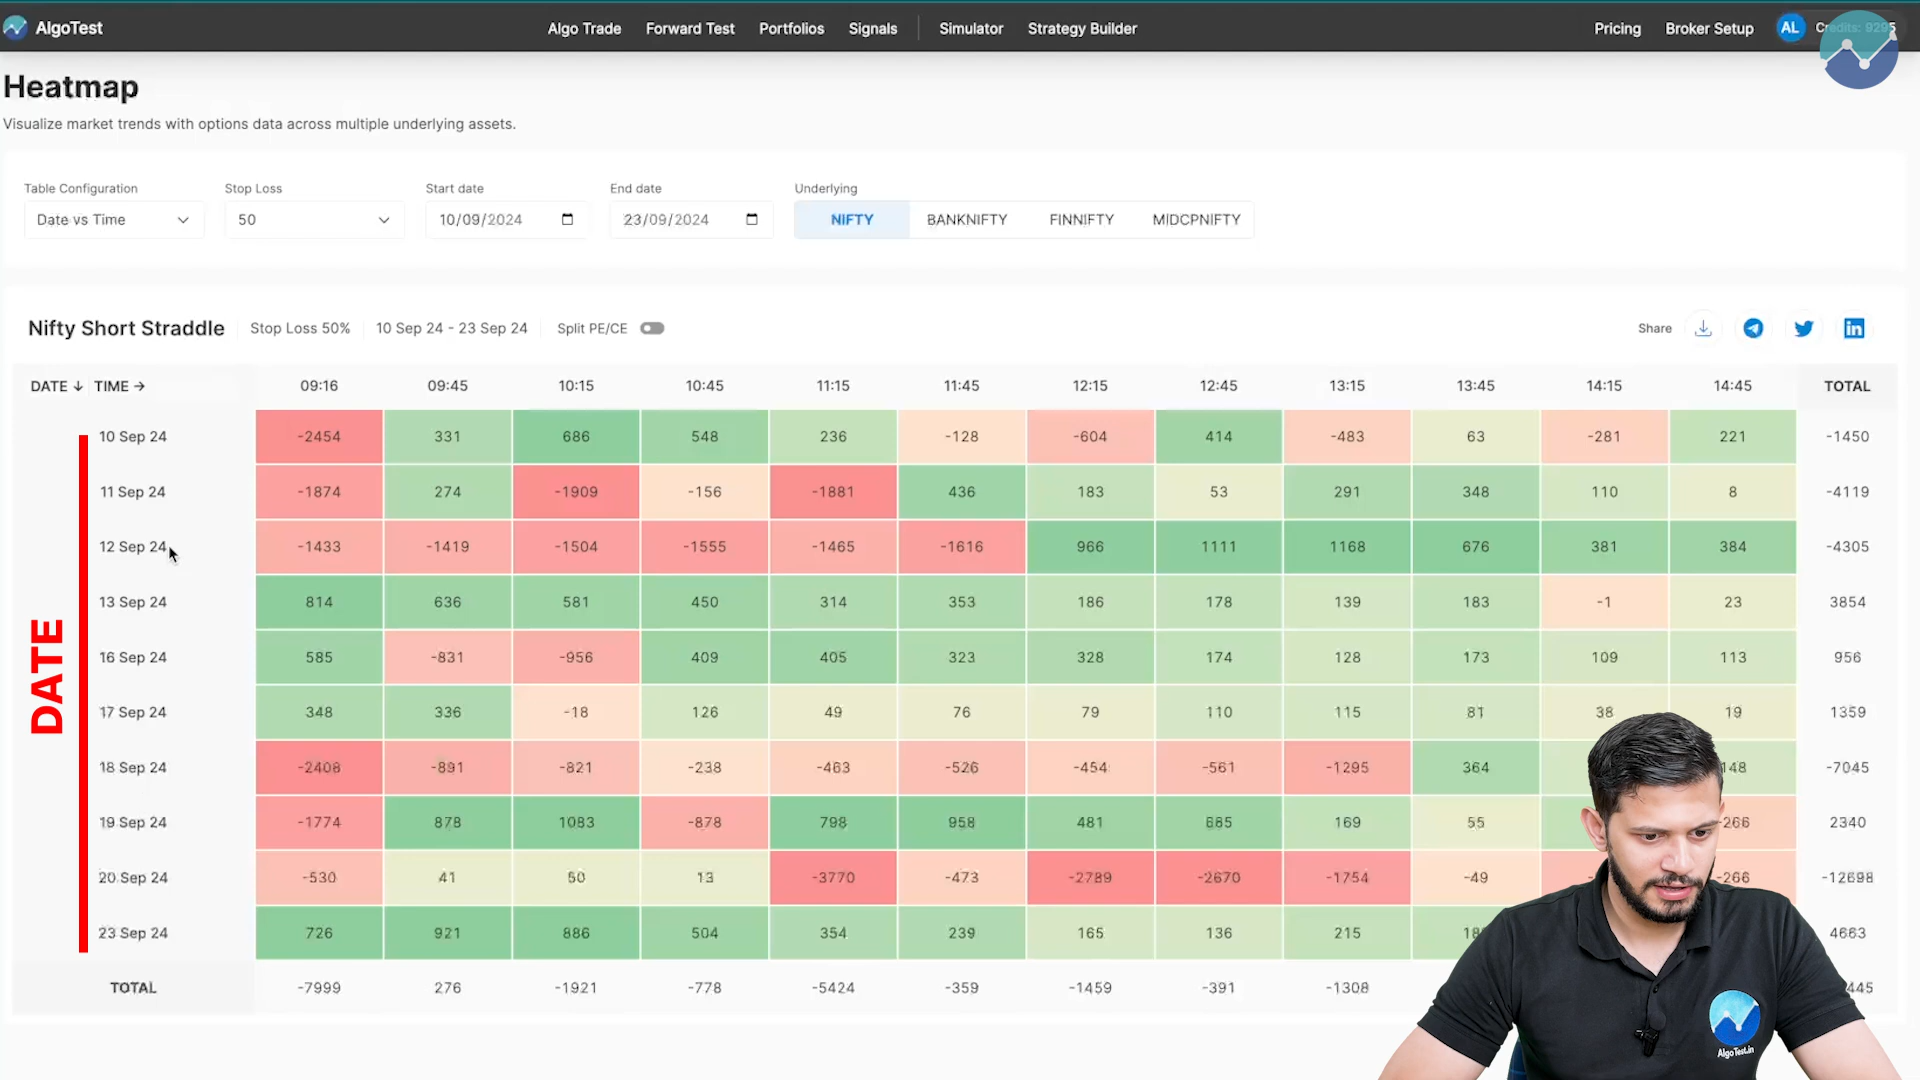 AlgoTest
Algo Trade Forward Test Portfolios Signals Simulator Strategy Builder
Pricing Broker Setup AL Credits: 9295
Heatmap
Visualize market trends with options data across multiple underlying assets.
Table Configuration Stop Loss Start date End date Underlying
Date vs Time 50 10/09/2024 23/09/2024 NIFTY BANKNIFTY FINNIFTY MIDCPNIFTY
Nifty Short Straddle Stop Loss 50% 10 Sep 24 - 23 Sep 24 Split PE/CE Share
DATE ↓ TIME → 09:16 09:45 10:15 10:45 11:15 11:45 12:15 12:45 13:15 13:45 14:15 14:45 TOTAL
10 Sep 24 -2454 331 686 548 236 -128 -604 414 -483 63 -281 221 -1450
11 Sep 24 -1874 274 -1909 -156 -1881 436 183 53 291 348 110 8 -4119
12 Sep 24 -1433 -1419 -1504 -1555 -1465 -1616 966 1111 1168 676 381 384 -4305
13 Sep 24 814 636 581 450 314 353 186 178 139 183 -1 23 3854
16 Sep 24 585 -831 -956 409 405 323 328 174 128 173 109 113 956
17 Sep 24 348 336 -18 126 49 76 79 110 115 81 38 19 1359
18 Sep 24 -2408 -891 -821 -238 -463 -526 -454 -561 -1295 364 148 -7045
19 Sep 24 -1774 878 1083 -878 798 958 481 665 169 55 -266 2340
20 Sep 24 -530 41 50 13 -3770 -473 -2789 -2670 -1754 -49 -266 -12698
23 Sep 24 726 921 886 504 354 239 165 136 215 4663
TOTAL -7999 276 -1921 -778 -5424 -359 -1459 -391 -1308 445
DATE
AlgoTest.in